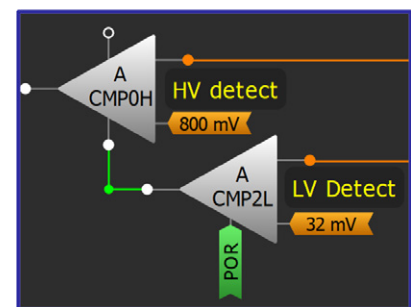 A
CMP0H
HV detect
800 mV
A
CMP2L
LV Detect
32 mV
POR